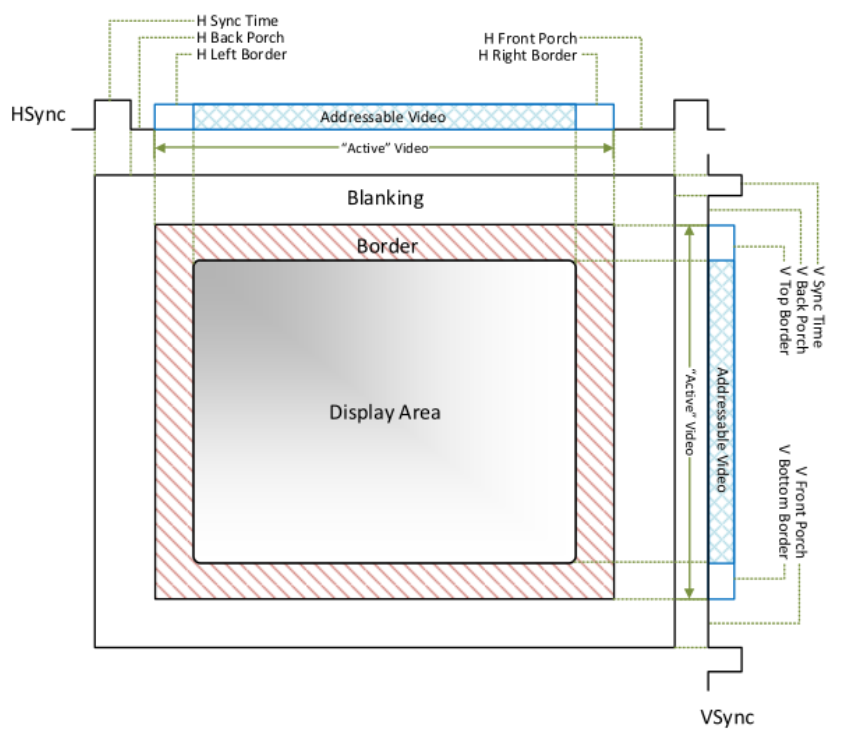 H Sync Time
H Back Porch
H Left Border
H Front Porch
H Right Border
HSync
Addressable Video
“Active” Video
Blanking
Border
Display Area
V Sync Time
V Back Porch
V Top Border
“Active” Video
Addressable Video
V Front Porch
V Bottom Border
VSync